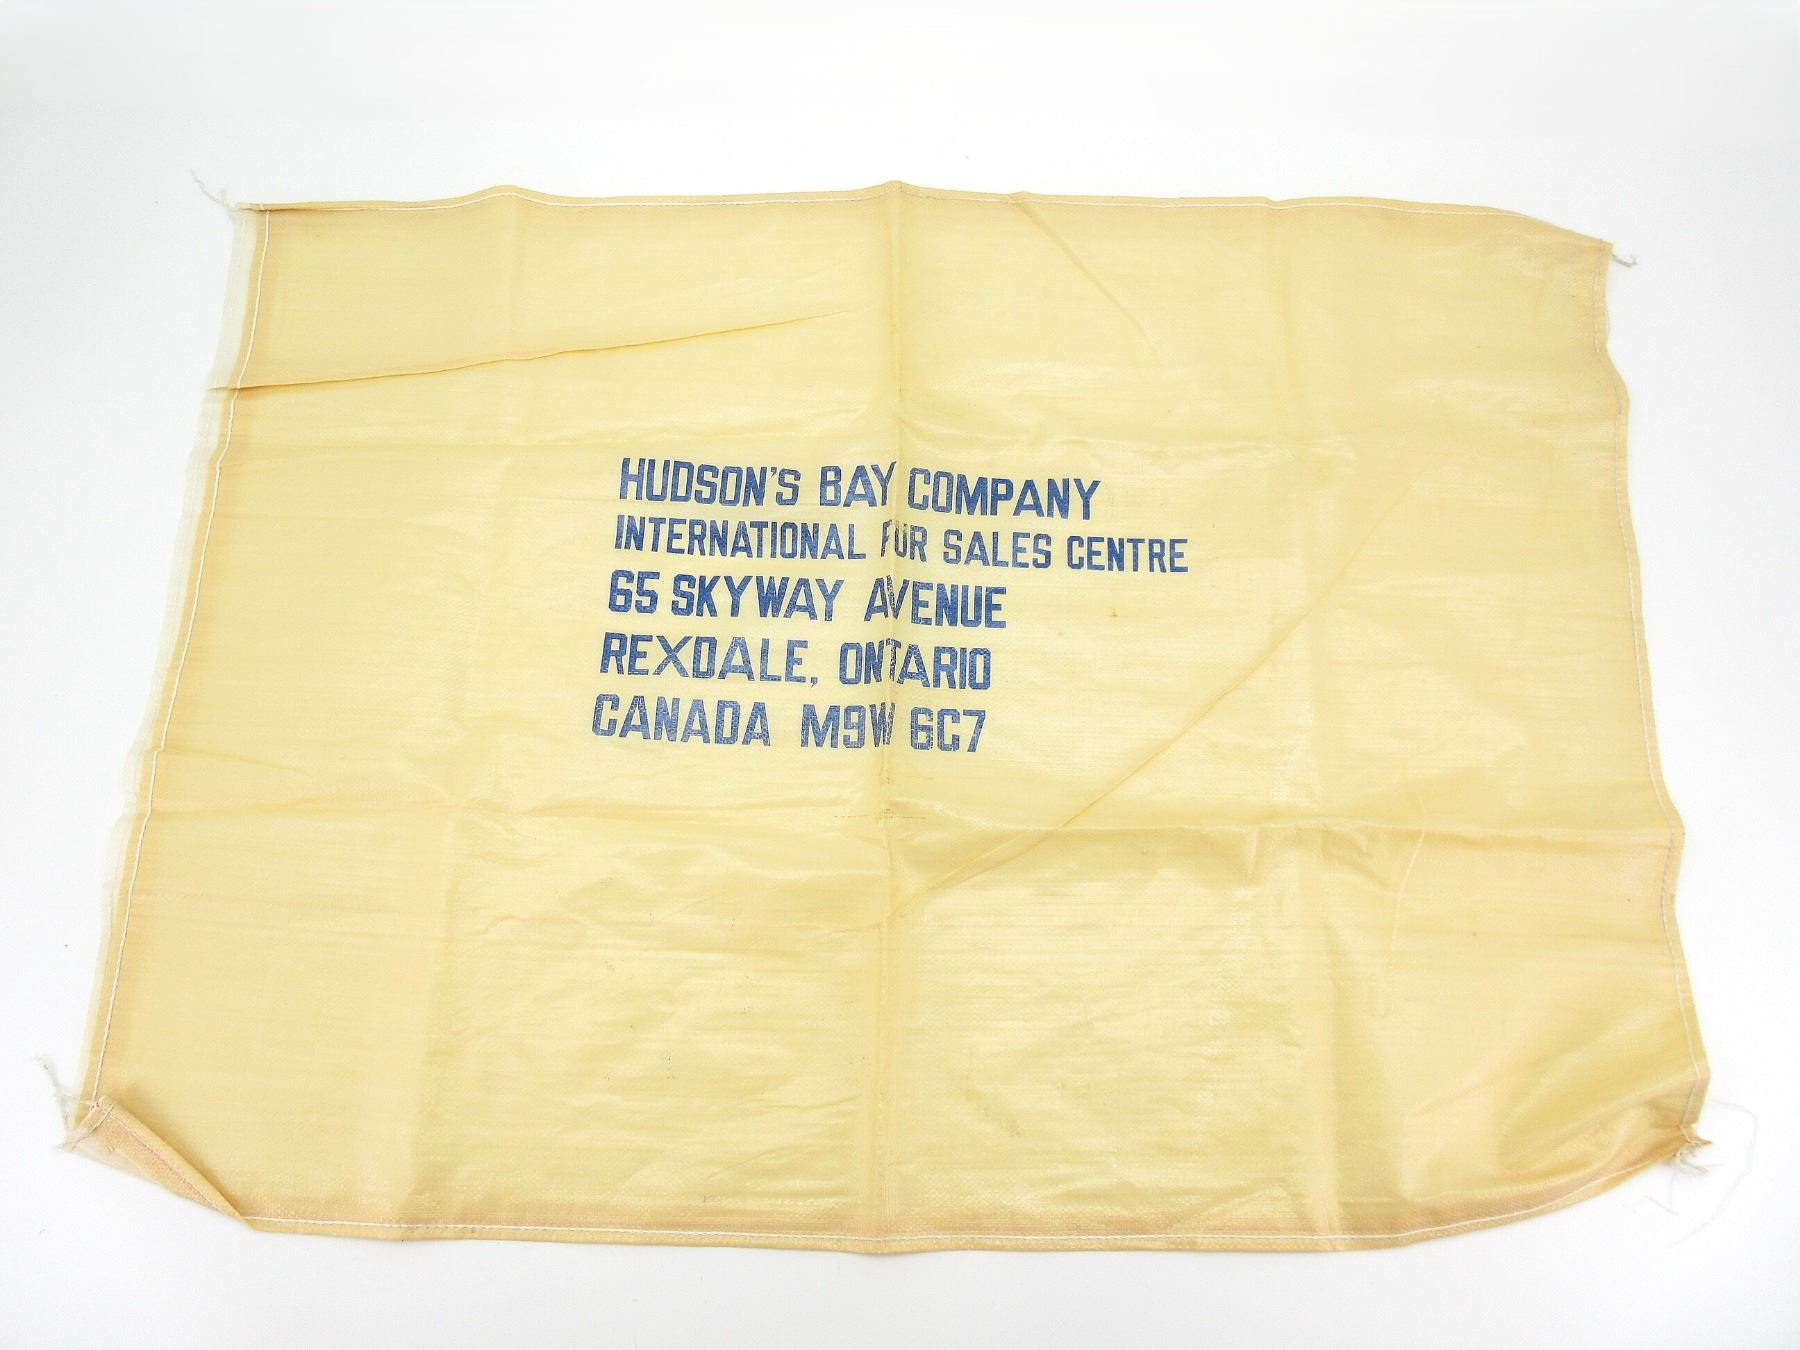 HUDSON'S BAY COMPANY
INTERNATIONAL FUR SALES CENTRE
65 SKYWAY AVENUE
REXDALE, ONTARIO
CANADA M9W 6C7